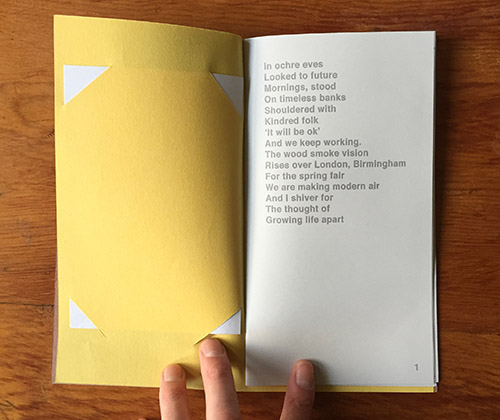 in ochre eves
Looked to future
Mornings, stood
On timeless banks
Shouldered with
Kindred folk
‘It will be ok’
And we keep working.
The wood smoke vision
Rises over London, Birmingham
For the spring fair
We are making modern air
And I shiver for
The thought of
Growing life apart
1